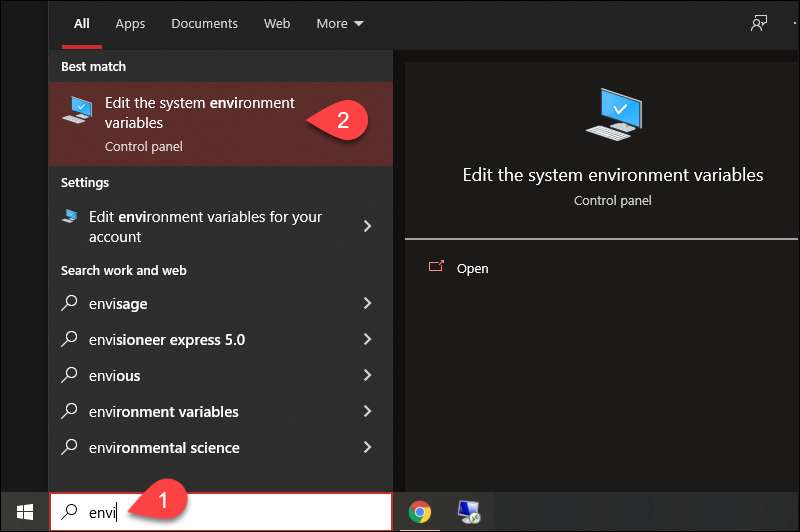 All Apps Documents Web More
Best match
Edit the system environment
variables
Control panel
2
Settings
Edit environment variables for your
account
Search work and web
envisage
envisioneer express 5.0
envious
environment variables
environmental science
envi
1
Edit the system environment variables
Control panel
Open